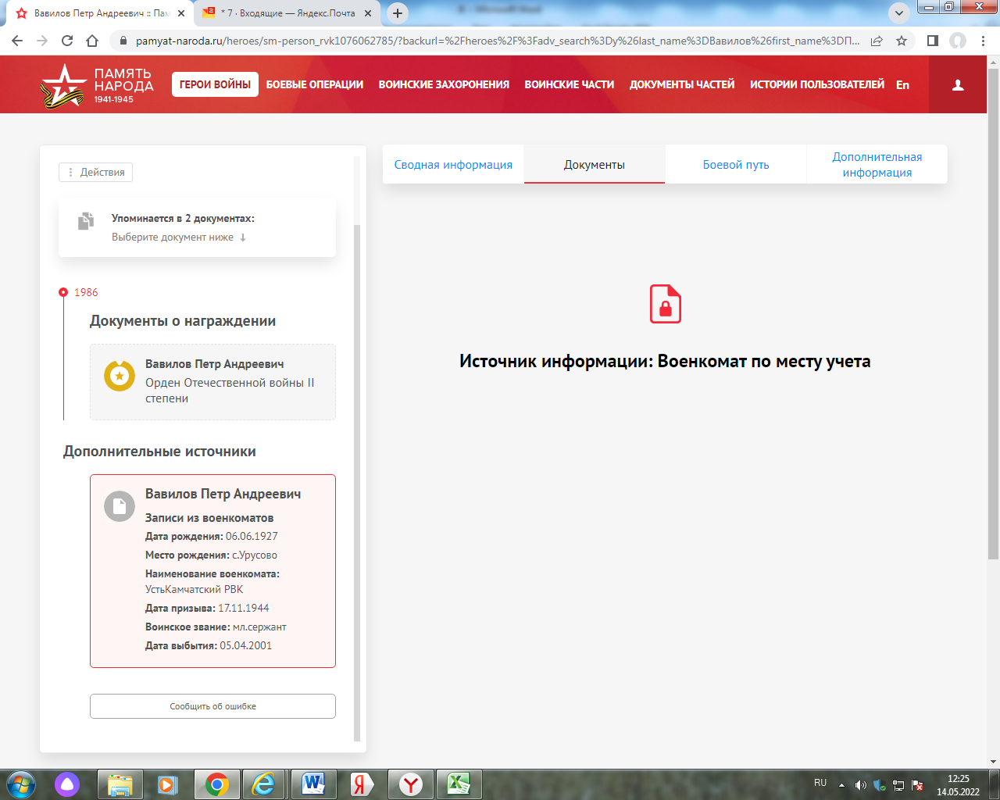 Вавилов Петр Андреевич :: Пам
* 7 · Входящие — Яндекс.Почта
pamyat-naroda.ru/heroes/sm-person_rvk1076062785/?backurl=%2Fheroes%2F%3Fadv_search%3Dy%26last_name%3DВавилов%26first_name%3DП...
ПАМЯТЬ
НАРОДА
1941-1945
ГЕРОИ ВОЙНЫ
БОЕВЫЕ ОПЕРАЦИИ
ВОИНСКИЕ ЗАХОРОНЕНИЯ
ВОИНСКИЕ ЧАСТИ
ДОКУМЕНТЫ ЧАСТЕЙ
ИСТОРИИ ПОЛЬЗОВАТЕЛЕЙ
En
Действия
Упоминается в 2 документах:
Выберите документ ниже
1986
Документы о награждении
Вавилов Петр Андреевич
Орден Отечественной войны II
степени
Дополнительные источники
Вавилов Петр Андреевич
Записи из военкоматов
Дата рождения: 06.06.1927
Место рождения: с.Урусово
Наименование военкомата:
УстьКамчатский РВК
Дата призыва: 17.11.1944
Воинское звание: мл.сержант
Дата выбытия: 05.04.2001
Сообщить об ошибке
Сводная информация
Документы
Боевой путь
Дополнительная
информация
Источник информации: Военкомат по месту учета
RU
12:25
14.05.2022